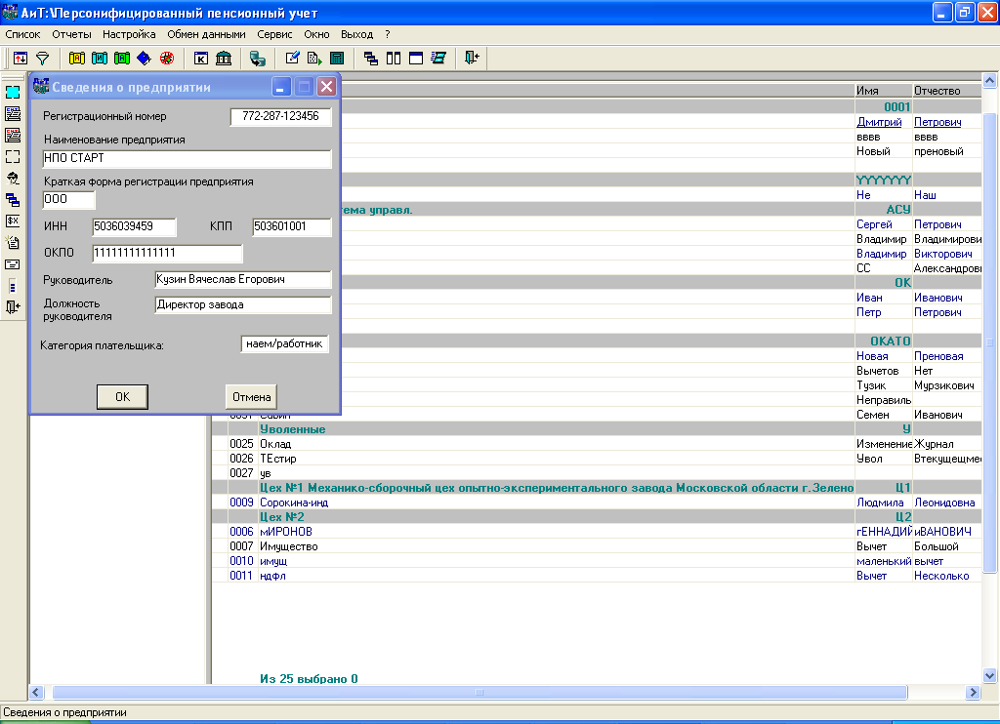 АиТ:\Персонифицированный пенсионный учет
Список Отчеты Настройка Обмен данными Сервис Окно Выход ?
Сведения о предприятии
Регистрационный номер 772-287-123456
Наименование предприятия
НПО СТАРТ
Краткая форма регистрации предприятия
ООО
ИНН 5036039459 КПП 503601001
ОКПО 11111111111111
Руководитель Кузин Вячеслав Егорович
Должность руководителя Директор завода
Категория плательщика: наем/работник
ОК Отмена
Имя Отчество
0001
Дмитрий Петрович
вввв вввв
Новый преновый
YYYYYYY
Не Наш
тема управл. АСУ
Сергей Петрович
Владимир Владимирови
Владимир Викторович
СС Александрови
ОК
Иван Иванович
Петр Петрович
ОКАТО
Новая Преновая
Вычетов Нет
Тузик Мурзикович
Неправиль
Семен Иванович
Уволенные У
0025 Оклад Изменение Журнал
0026 ТЕстир Увол Втекущещмес
0027 ув
Цех №1 Механико-сборочный цех опытно-экспериментального завода Московской области г.Зелено Ц1
0009 Сорокина-инд Людмила Леонидовна
Цех №2 Ц2
0006 мИРОНОВ гЕННАДИЙ иВАНОВИЧ
0007 Имущество Вычет Большой
0010 имущ маленький вычет
0011 ндфл Вычет Несколько
Из 25 выбрано 0
Сведения о предприятии